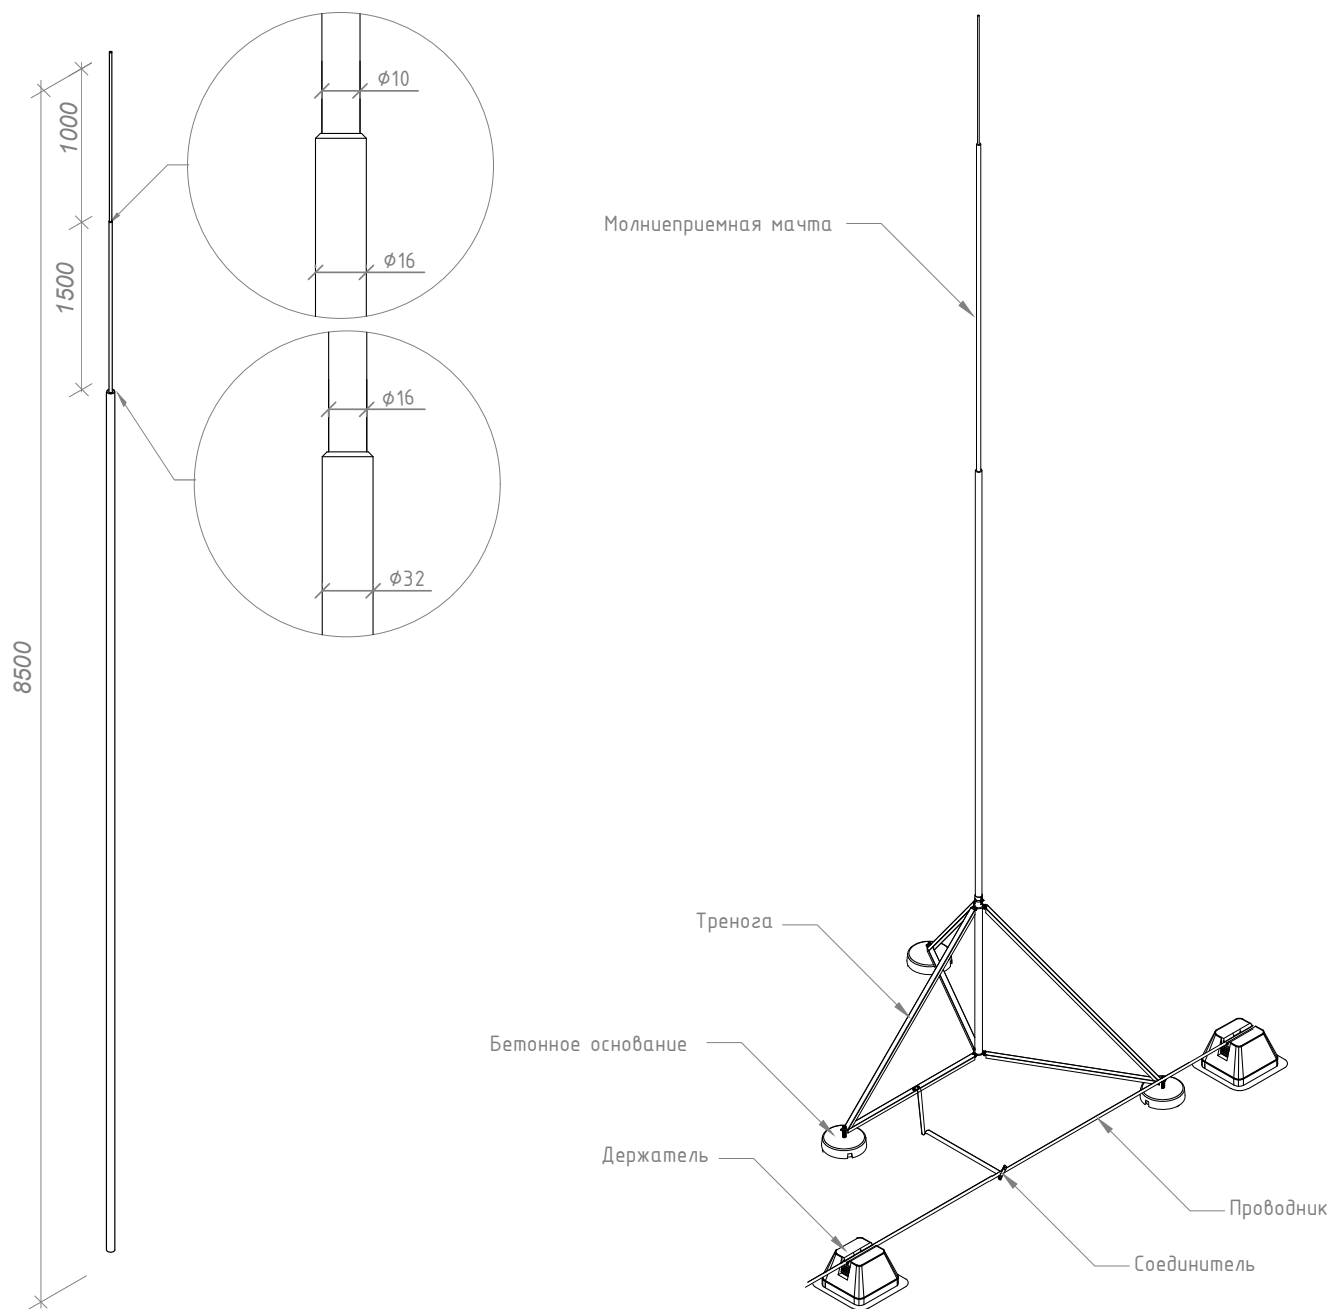 1000
1500
8500
ø10
ø16
ø16
ø32
Молниеприемная мачта
Тренога
Бетонное основание
Держатель
Проводник
Соединитель